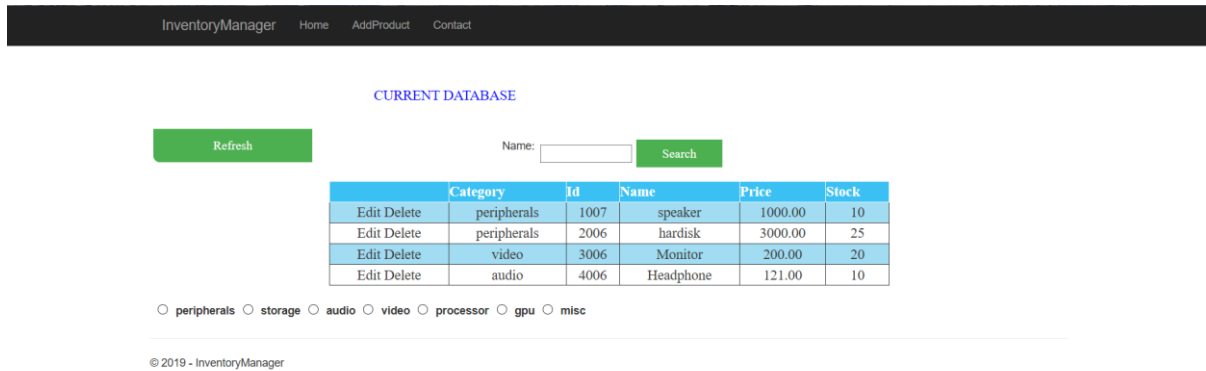 InventoryManager Home AddProduct Contact
CURRENT DATABASE
Refresh
Name: Search
Category Id Name Price Stock
Edit Delete peripherals 1007 speaker 1000.00 10
Edit Delete peripherals 2006 hardisk 3000.00 25
Edit Delete video 3006 Monitor 200.00 20
Edit Delete audio 4006 Headphone 121.00 10
peripherals storage audio video processor gpu misc
© 2019 - InventoryManager